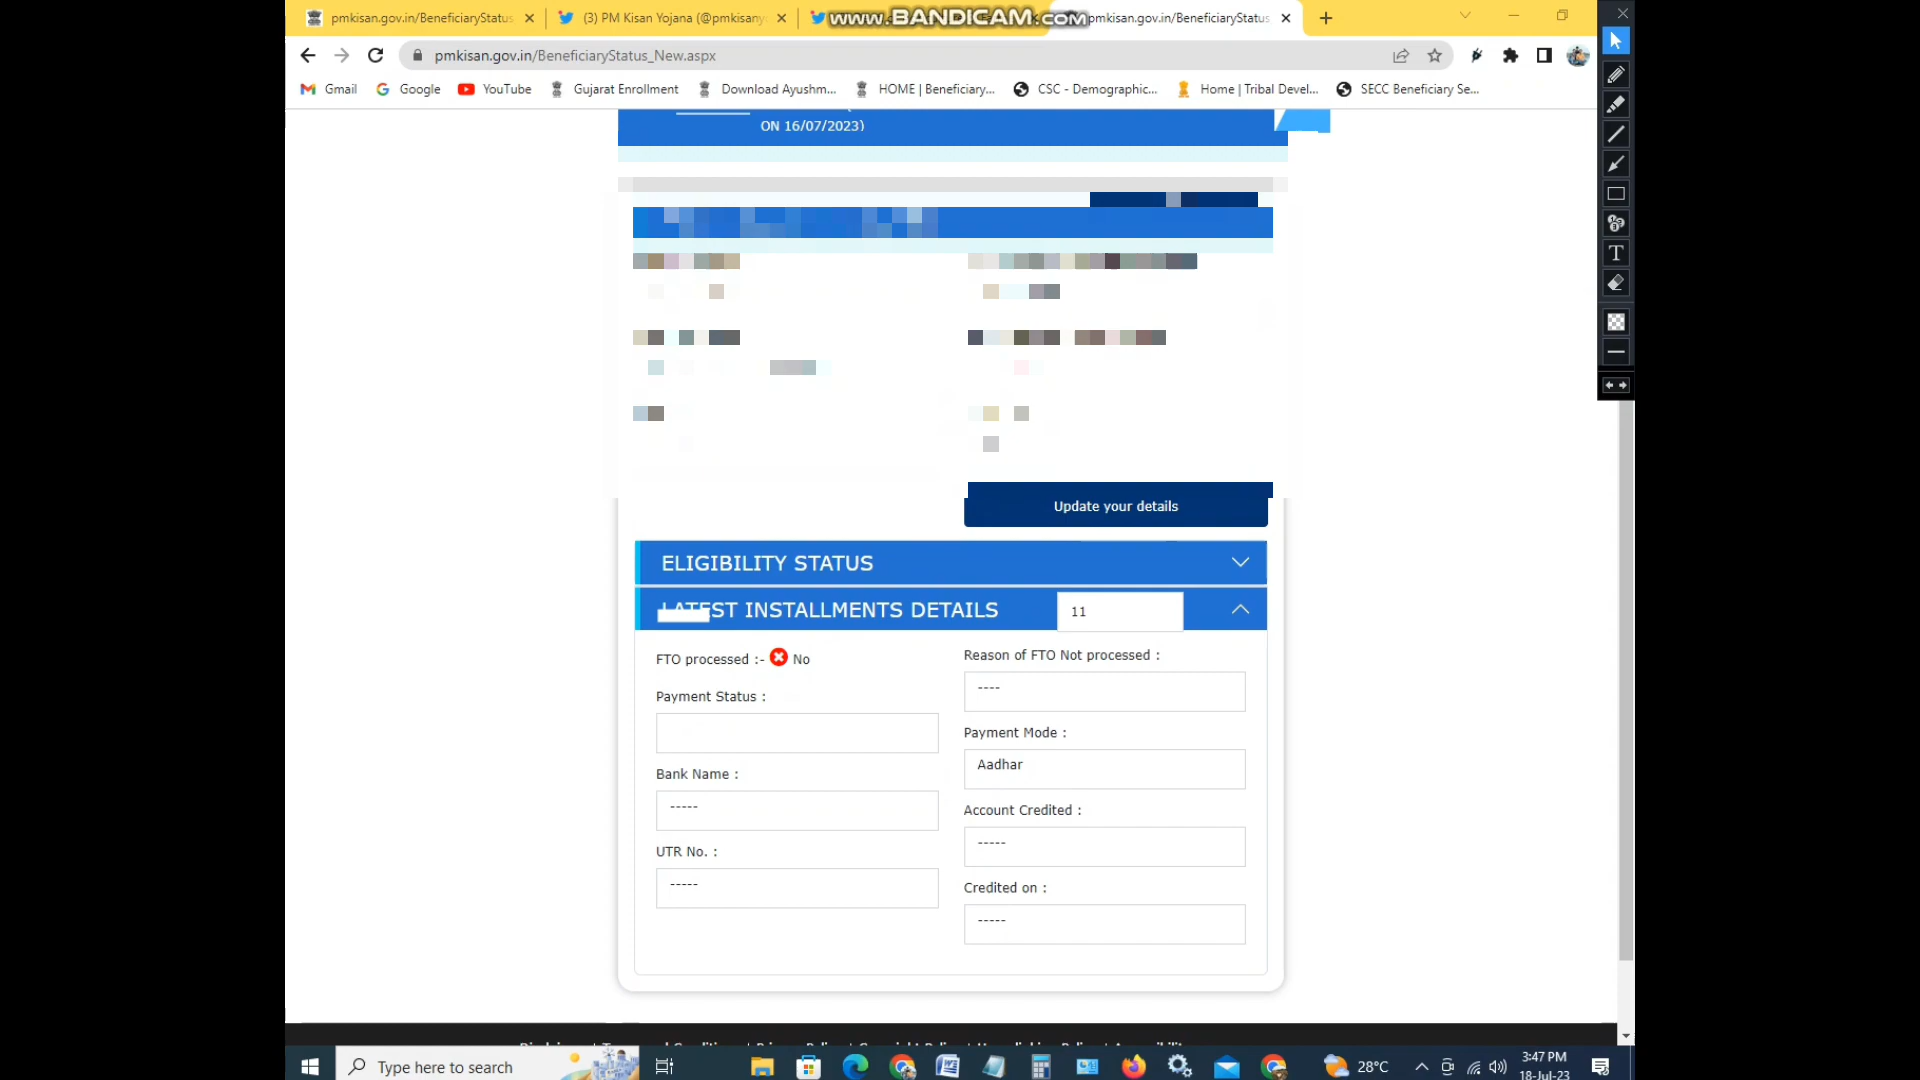 pmkisan.gov.in/BeneficiaryStatus
(3) PM Kisan Yojana (@pmkisany
www.BANDICAM.com
pmkisan.gov.in/BeneficiaryStatus
pmkisan.gov.in/BeneficiaryStatus_New.aspx
Gmail
Google
YouTube
Gujarat Enrollment
Download Ayushm...
HOME | Beneficiary...
CSC - Demographic...
Home | Tribal Devel...
SECC Beneficiary Se...
ON 16/07/2023)
Update your details
ELIGIBILITY STATUS
LATEST INSTALLMENTS DETAILS
11
FTO processed :- No
Reason of FTO Not processed :
----
Payment Status :
Payment Mode :
Aadhar
Bank Name :
-----
Account Credited :
-----
UTR No. :
-----
Credited on :
-----
Type here to search
28°C
3:47 PM
18-Jul-23